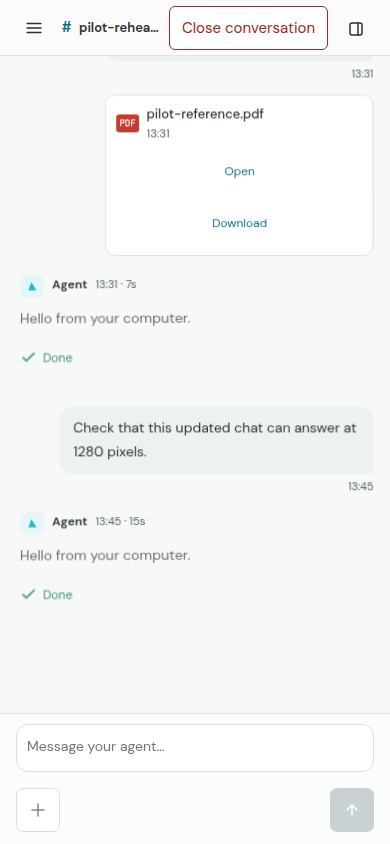 # pilot-rehea...
Close conversation
13:31
PDF
pilot-reference.pdf
13:31
Open
Download
Agent 13:31 · 7s
Hello from your computer.
Done
Check that this updated chat can answer at
1280 pixels.
13:45
Agent 13:45 · 15s
Hello from your computer.
Done
Message your agent...